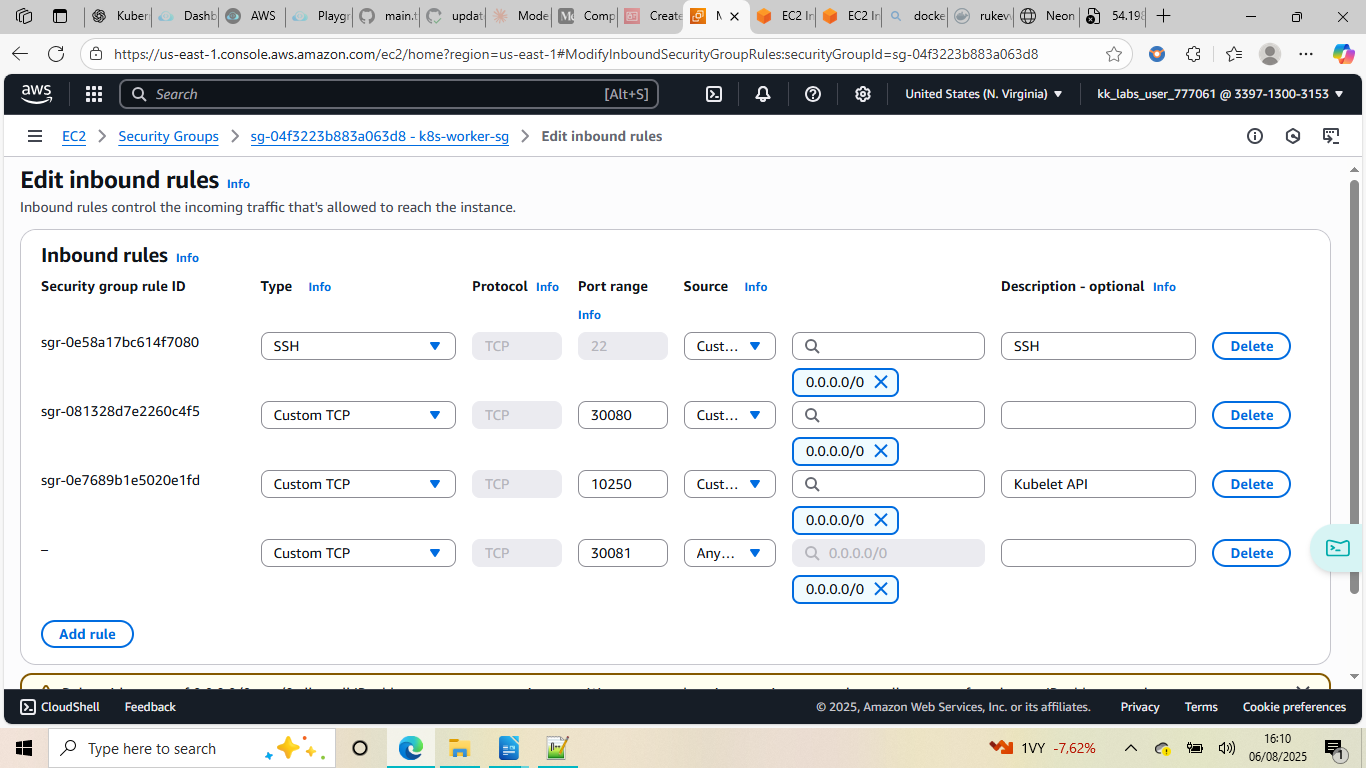 Kuber
Dashb
AWS
Playgr
main.t
updat
Mode
Comp
Create
M
EC2 In
EC2 In
docke
rukev
Neon
54.198
https://us-east-1.console.aws.amazon.com/ec2/home?region=us-east-1#ModifyInboundSecurityGroupRules:securityGroupId=sg-04f3223b883a063d8
aws
Search [Alt+S]
United States (N. Virginia)
kk_labs_user_777061 @ 3397-1300-3153
EC2 > Security Groups > sg-04f3223b883a063d8 - k8s-worker-sg > Edit inbound rules
Edit inbound rules Info
Inbound rules control the incoming traffic that's allowed to reach the instance.
Inbound rules Info
Security group rule ID Type Info Protocol Info Port range Source Info Description - optional Info
Info
sgr-0e58a17bc614f7080 SSH TCP 22 Cust... SSH Delete
0.0.0.0/0
sgr-081328d7e2260c4f5 Custom TCP TCP 30080 Cust... Delete
0.0.0.0/0
sgr-0e7689b1e5020e1fd Custom TCP TCP 10250 Cust... Kubelet API Delete
0.0.0.0/0
– Custom TCP TCP 30081 Any... 0.0.0.0/0 Delete
0.0.0.0/0
Add rule
CloudShell Feedback © 2025, Amazon Web Services, Inc. or its affiliates. Privacy Terms Cookie preferences
Type here to search
1VY -7,62%
16:10
06/08/2025
1